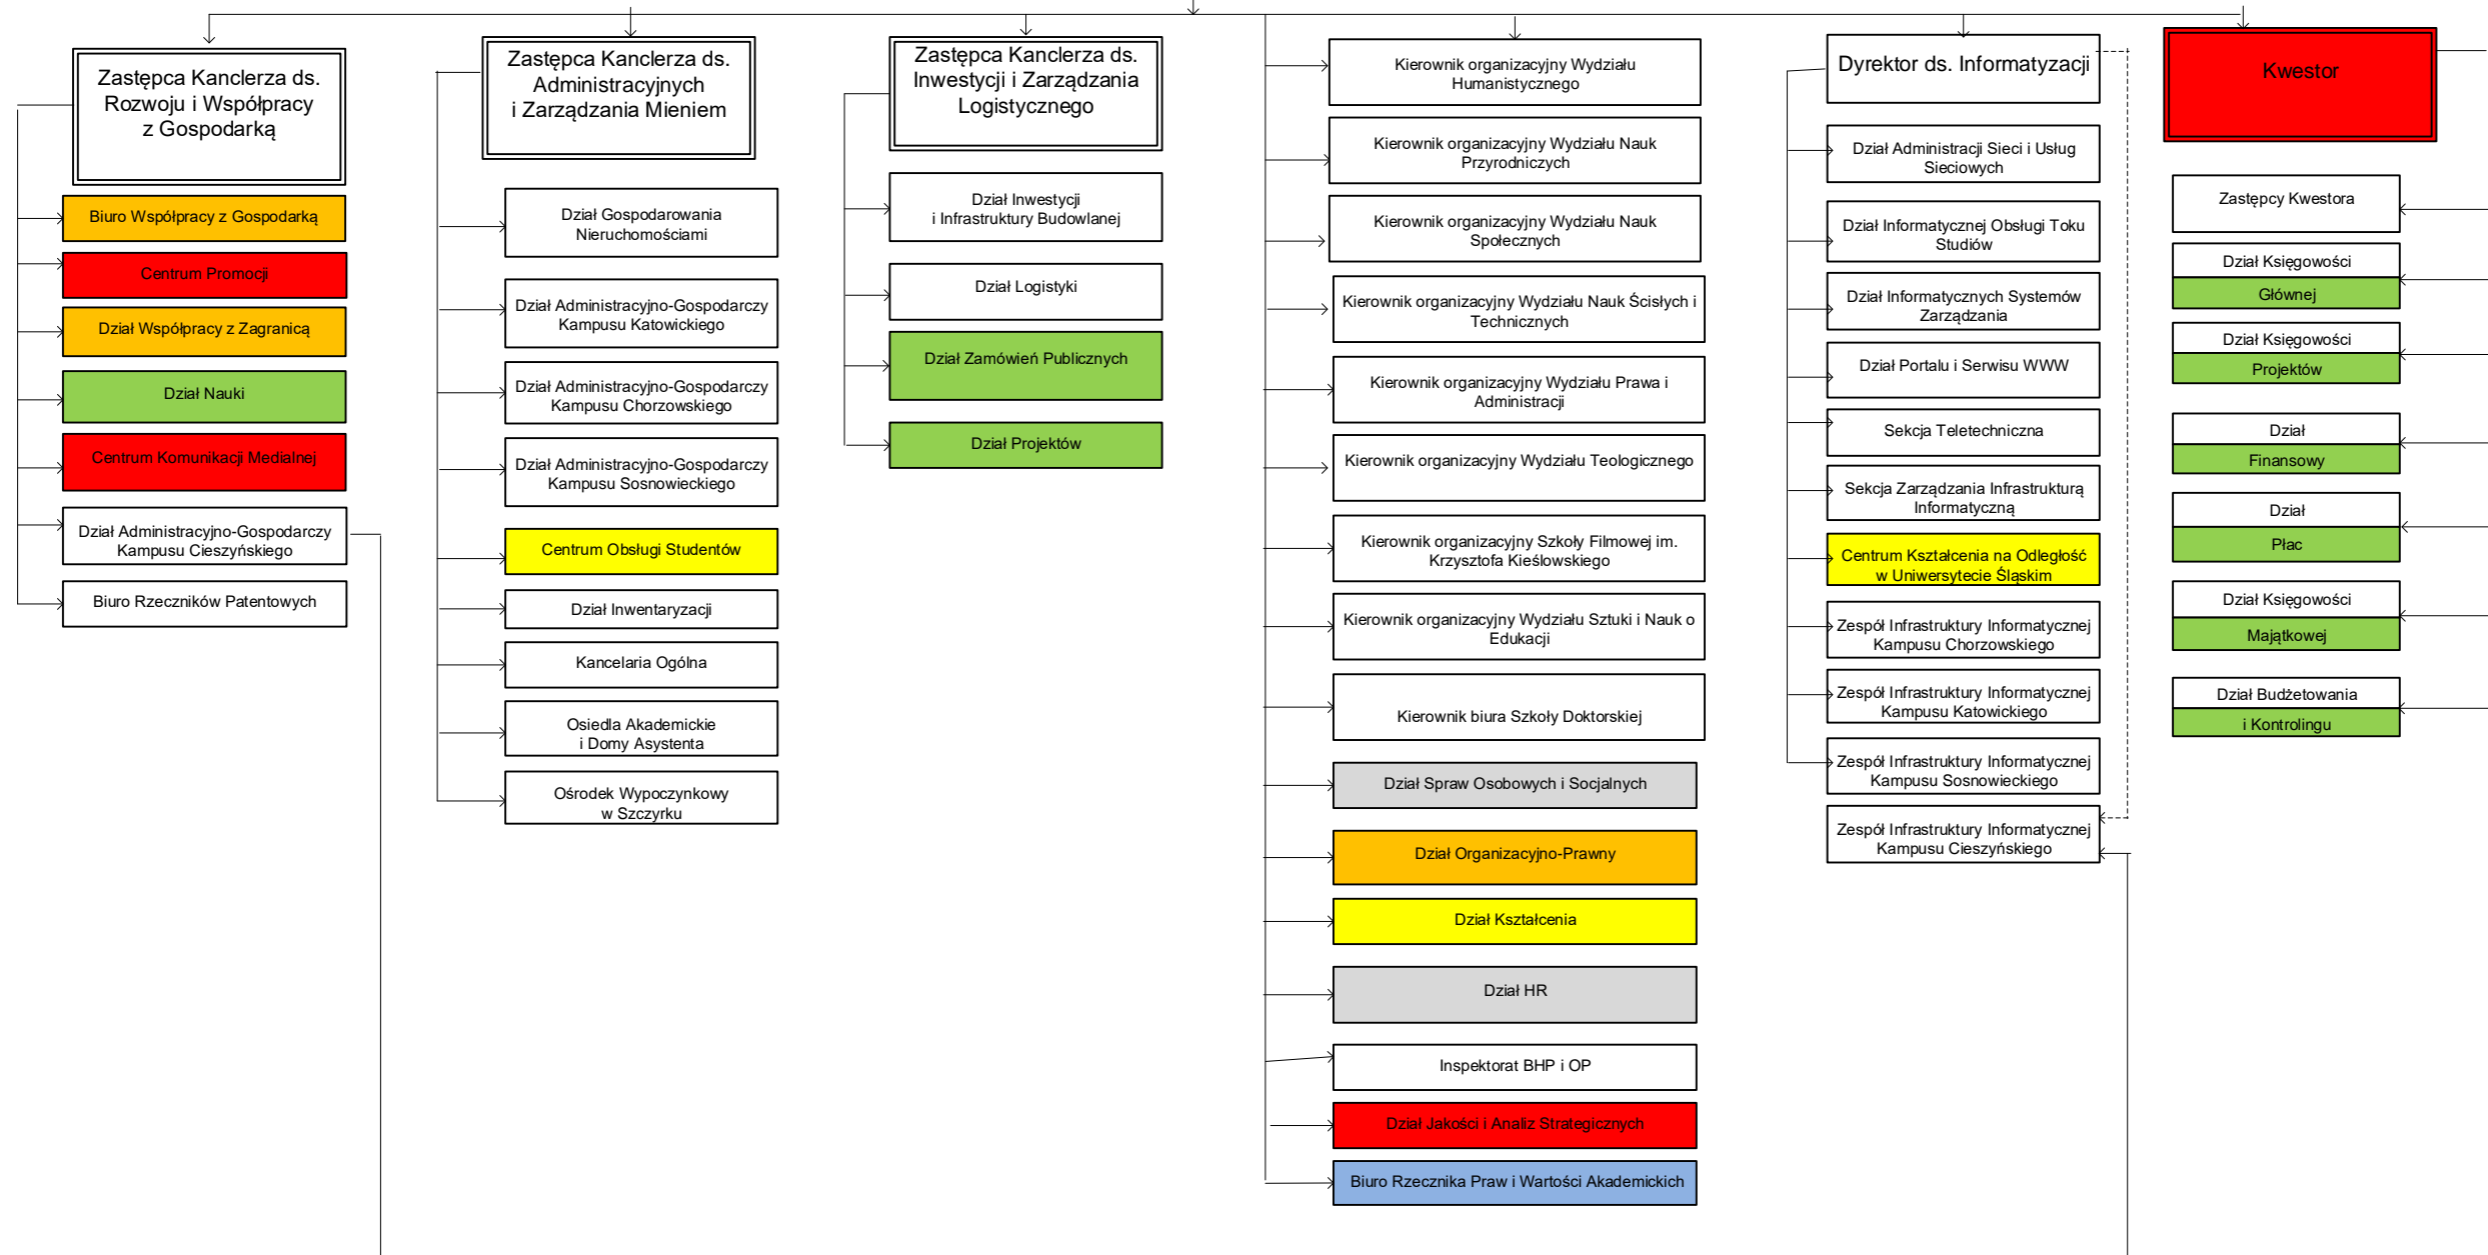 Zastępca Kanclerza ds.
Rozwoju i Współpracy
z Gospodarką
Biuro Współpracy z Gospodarką
Centrum Promocji
Dział Współpracy z Zagranicą
Dział Nauki
Centrum Komunikacji Medialnej
Dział Administracyjno-Gospodarczy
Kampusu Cieszyńskiego
Biuro Rzeczników Patentowych
Zastępca Kanclerza ds.
Administracyjnych
i Zarządzania Mieniem
Dział Gospodarowania
Nieruchomościami
Dział Administracyjno-Gospodarczy
Kampusu Katowickiego
Dział Administracyjno-Gospodarczy
Kampusu Chorzowskiego
Dział Administracyjno-Gospodarczy
Kampusu Sosnowieckiego
Centrum Obsługi Studentów
Dział Inwentaryzacji
Kancelaria Ogólna
Osiedla Akademickie
i Domy Asystenta
Ośrodek Wypoczynkowy
w Szczyrku
Zastępca Kanclerza ds.
Inwestycji i Zarządzania
Logistycznego
Dział Inwestycji
i Infrastruktury Budowlanej
Dział Logistyki
Dział Zamówień Publicznych
Dział Projektów
Kierownik organizacyjny Wydziału
Humanistycznego
Kierownik organizacyjny Wydziału Nauk
Przyrodniczych
Kierownik organizacyjny Wydziału Nauk
Społecznych
Kierownik organizacyjny Wydziału Nauk Ścisłych i
Technicznych
Kierownik organizacyjny Wydziału Prawa i
Administracji
Kierownik organizacyjny Wydziału Teologicznego
Kierownik organizacyjny Szkoły Filmowej im.
Krzysztofa Kieślowskiego
Kierownik organizacyjny Wydziału Sztuki i Nauk o
Edukacji
Kierownik biura Szkoły Doktorskiej
Dział Spraw Osobowych i Socjalnych
Dział Organizacyjno-Prawny
Dział Kształcenia
Dział HR
Inspektorat BHP i OP
Dział Jakości i Analiz Strategicznych
Biuro Rzecznika Praw i Wartości Akademickich
Dyrektor ds. Informatyzacji
Dział Administracji Sieci i Usług
Sieciowych
Dział Informatycznej Obsługi Toku
Studiów
Dział Informatycznych Systemów
Zarządzania
Dział Portalu i Serwisu WWW
Sekcja Teletechniczna
Sekcja Zarządzania Infrastrukturą
Informatyczną
Centrum Kształcenia na Odległość
w Uniwersytecie Śląskim
Zespół Infrastruktury Informatycznej
Kampusu Chorzowskiego
Zespół Infrastruktury Informatycznej
Kampusu Katowickiego
Zespół Infrastruktury Informatycznej
Kampusu Sosnowieckiego
Zespół Infrastruktury Informatycznej
Kampusu Cieszyńskiego
Kwestor
Zastępcy Kwestora
Dział Księgowości
Głównej
Dział Księgowości
Projektów
Dział
Finansowy
Dział
Płac
Dział Księgowości
Majątkowej
Dział Budżetowania
i Kontrolingu